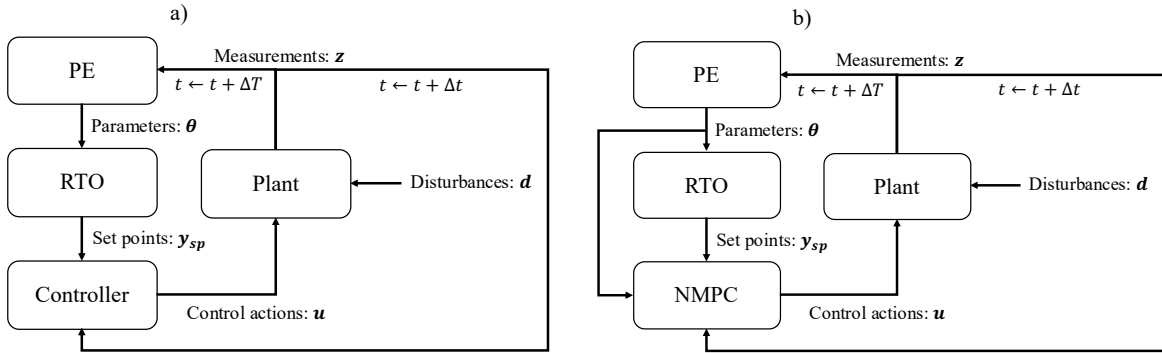 a)
PE
Measurements: z
t ← t + ΔT
t ← t + Δt
Parameters: θ
RTO
Plant
Disturbances: d
Set points: y_sp
Controller
Control actions: u
b)
PE
Measurements: z
t ← t + ΔT
t ← t + Δt
Parameters: θ
RTO
Plant
Disturbances: d
Set points: y_sp
NMPC
Control actions: u